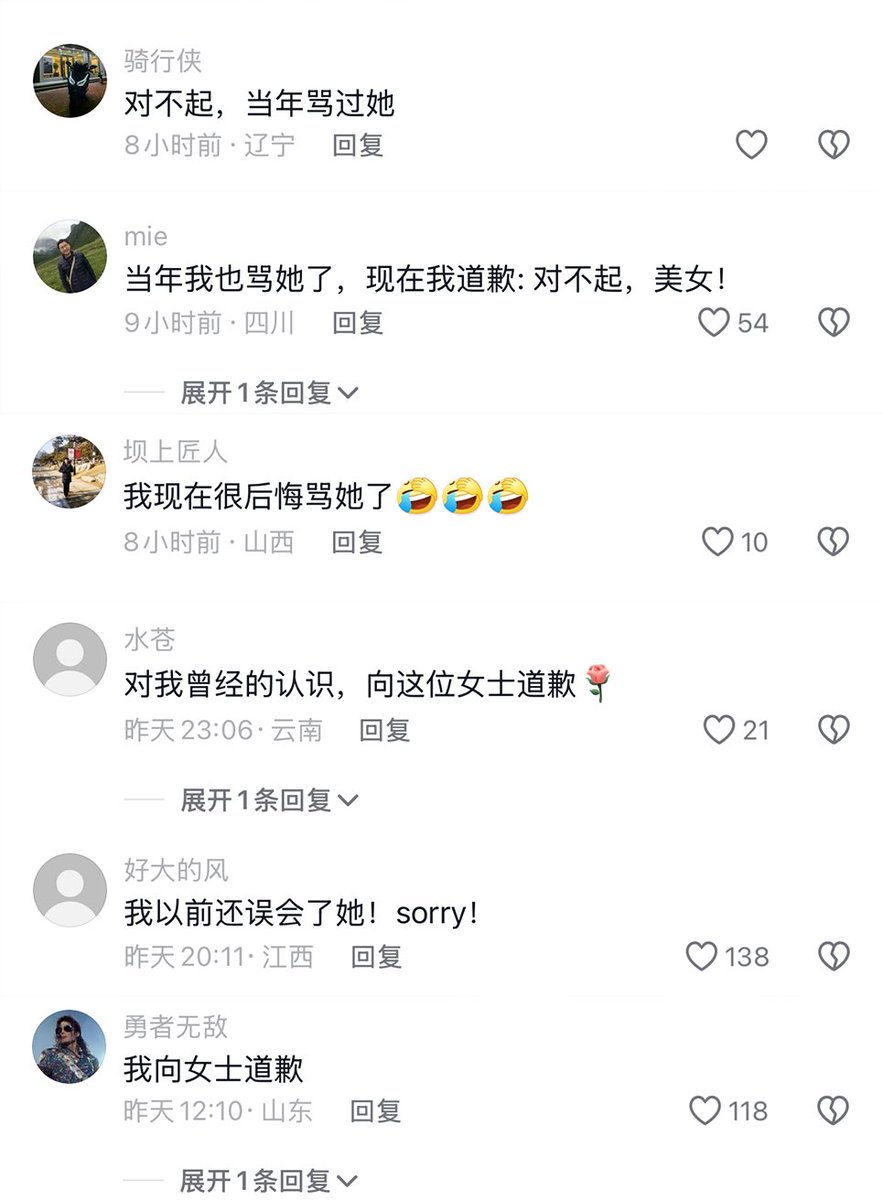 骑行侠
对不起，当年骂过她
8小时前·辽宁 回复
mie
当年我也骂她了，现在我道歉: 对不起，美女！
9小时前·四川 回复 54
展开1条回复
坝上匠人
我现在很后悔骂她了🤣🤣🤣
8小时前·山西 回复 10
水苍
对我曾经的认识，向这位女士道歉🌹
昨天23:06·云南 回复 21
展开1条回复
好大的风
我以前还误会了她！sorry！
昨天20:11·江西 回复 138
勇者无敌
我向女士道歉
昨天12:10·山东 回复 118
展开1条回复